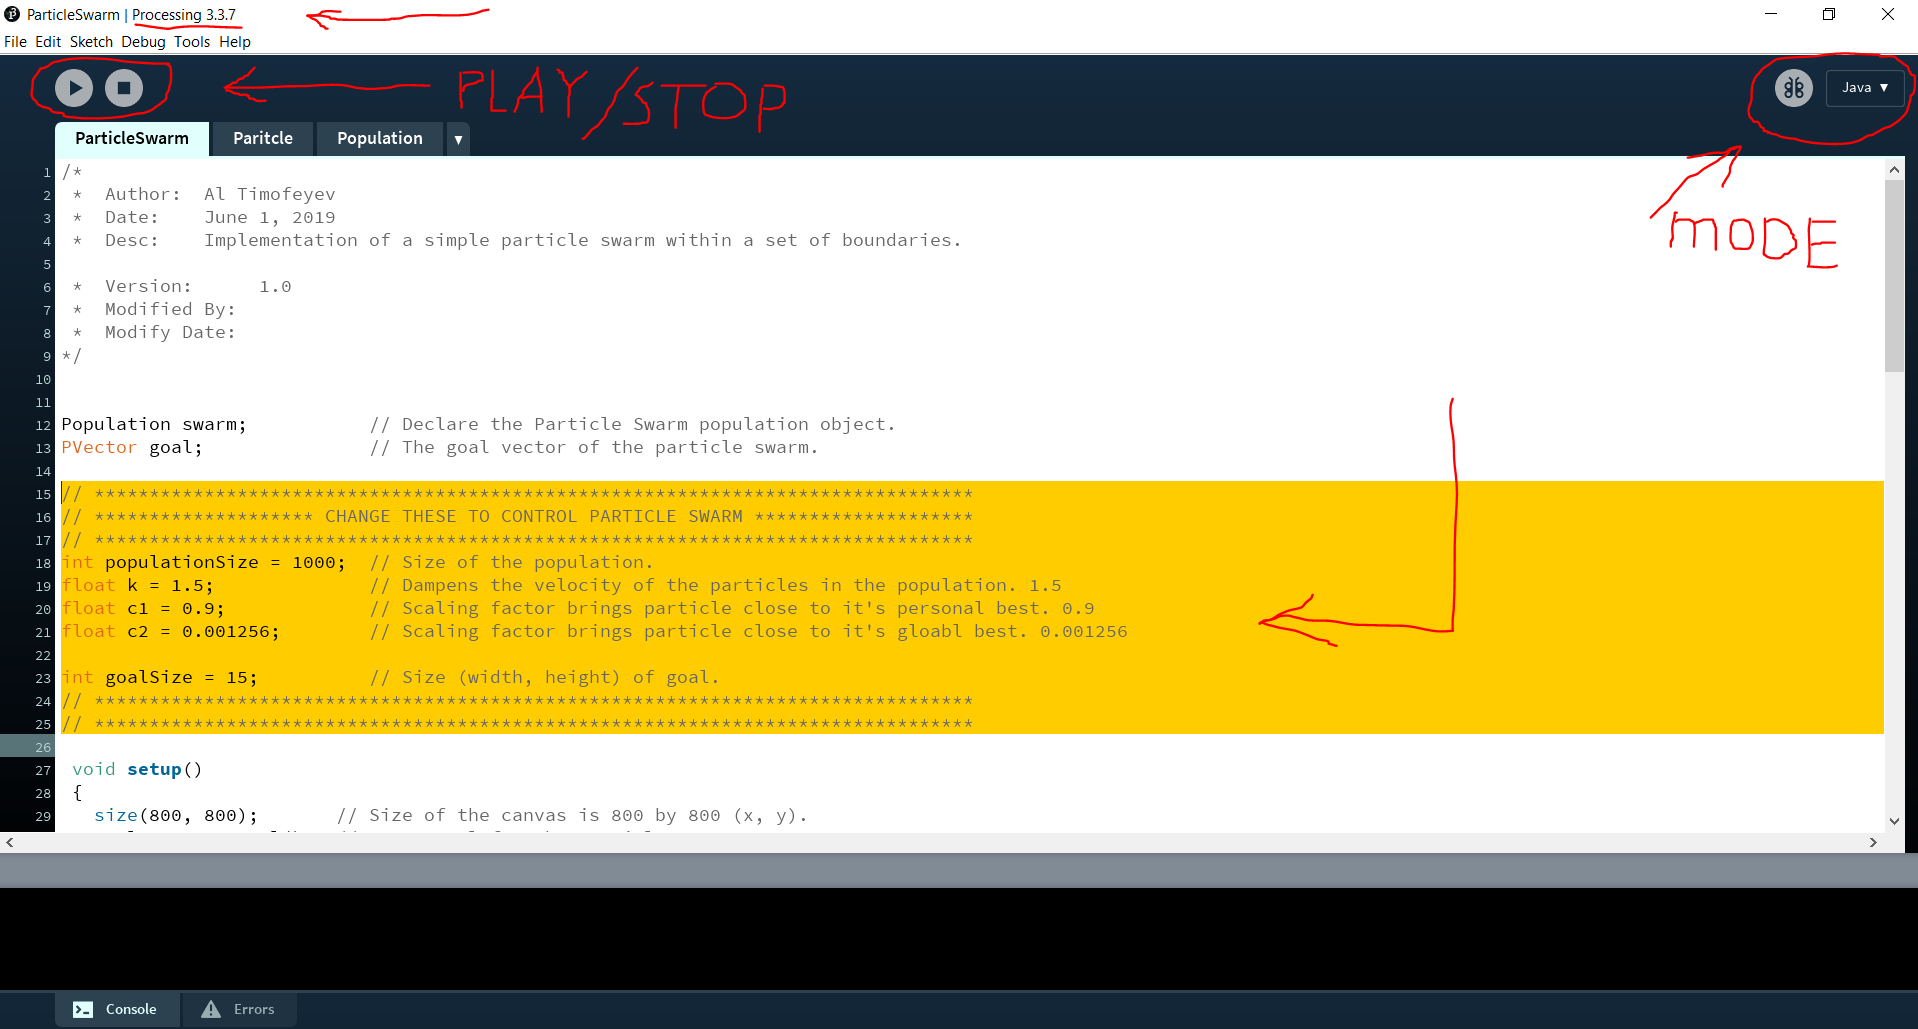 ParticleSwarm | Processing 3.3.7
File Edit Sketch Debug Tools Help
PLAY/STOP
Java ▼
MODE
ParticleSwarm Paritcle Population ▼
1 /*
2 * Author: Al Timofeyev
3 * Date: June 1, 2019
4 * Desc: Implementation of a simple particle swarm within a set of boundaries.
5
6 * Version: 1.0
7 * Modified By:
8 * Modify Date:
9 */
10
11
12 Population swarm; // Declare the Particle Swarm population object.
13 PVector goal; // The goal vector of the particle swarm.
14
15 // ********************************************************************************
16 // ******************** CHANGE THESE TO CONTROL PARTICLE SWARM ********************
17 // ********************************************************************************
18 int populationSize = 1000; // Size of the population.
19 float k = 1.5; // Dampens the velocity of the particles in the population. 1.5
20 float c1 = 0.9; // Scaling factor brings particle close to it's personal best. 0.9
21 float c2 = 0.001256; // Scaling factor brings particle close to it's gloabl best. 0.001256
22
23 int goalSize = 15; // Size (width, height) of goal.
24 // ********************************************************************************
25 // ********************************************************************************
26
27 void setup()
28 {
29 size(800, 800); // Size of the canvas is 800 by 800 (x, y).
Console Errors